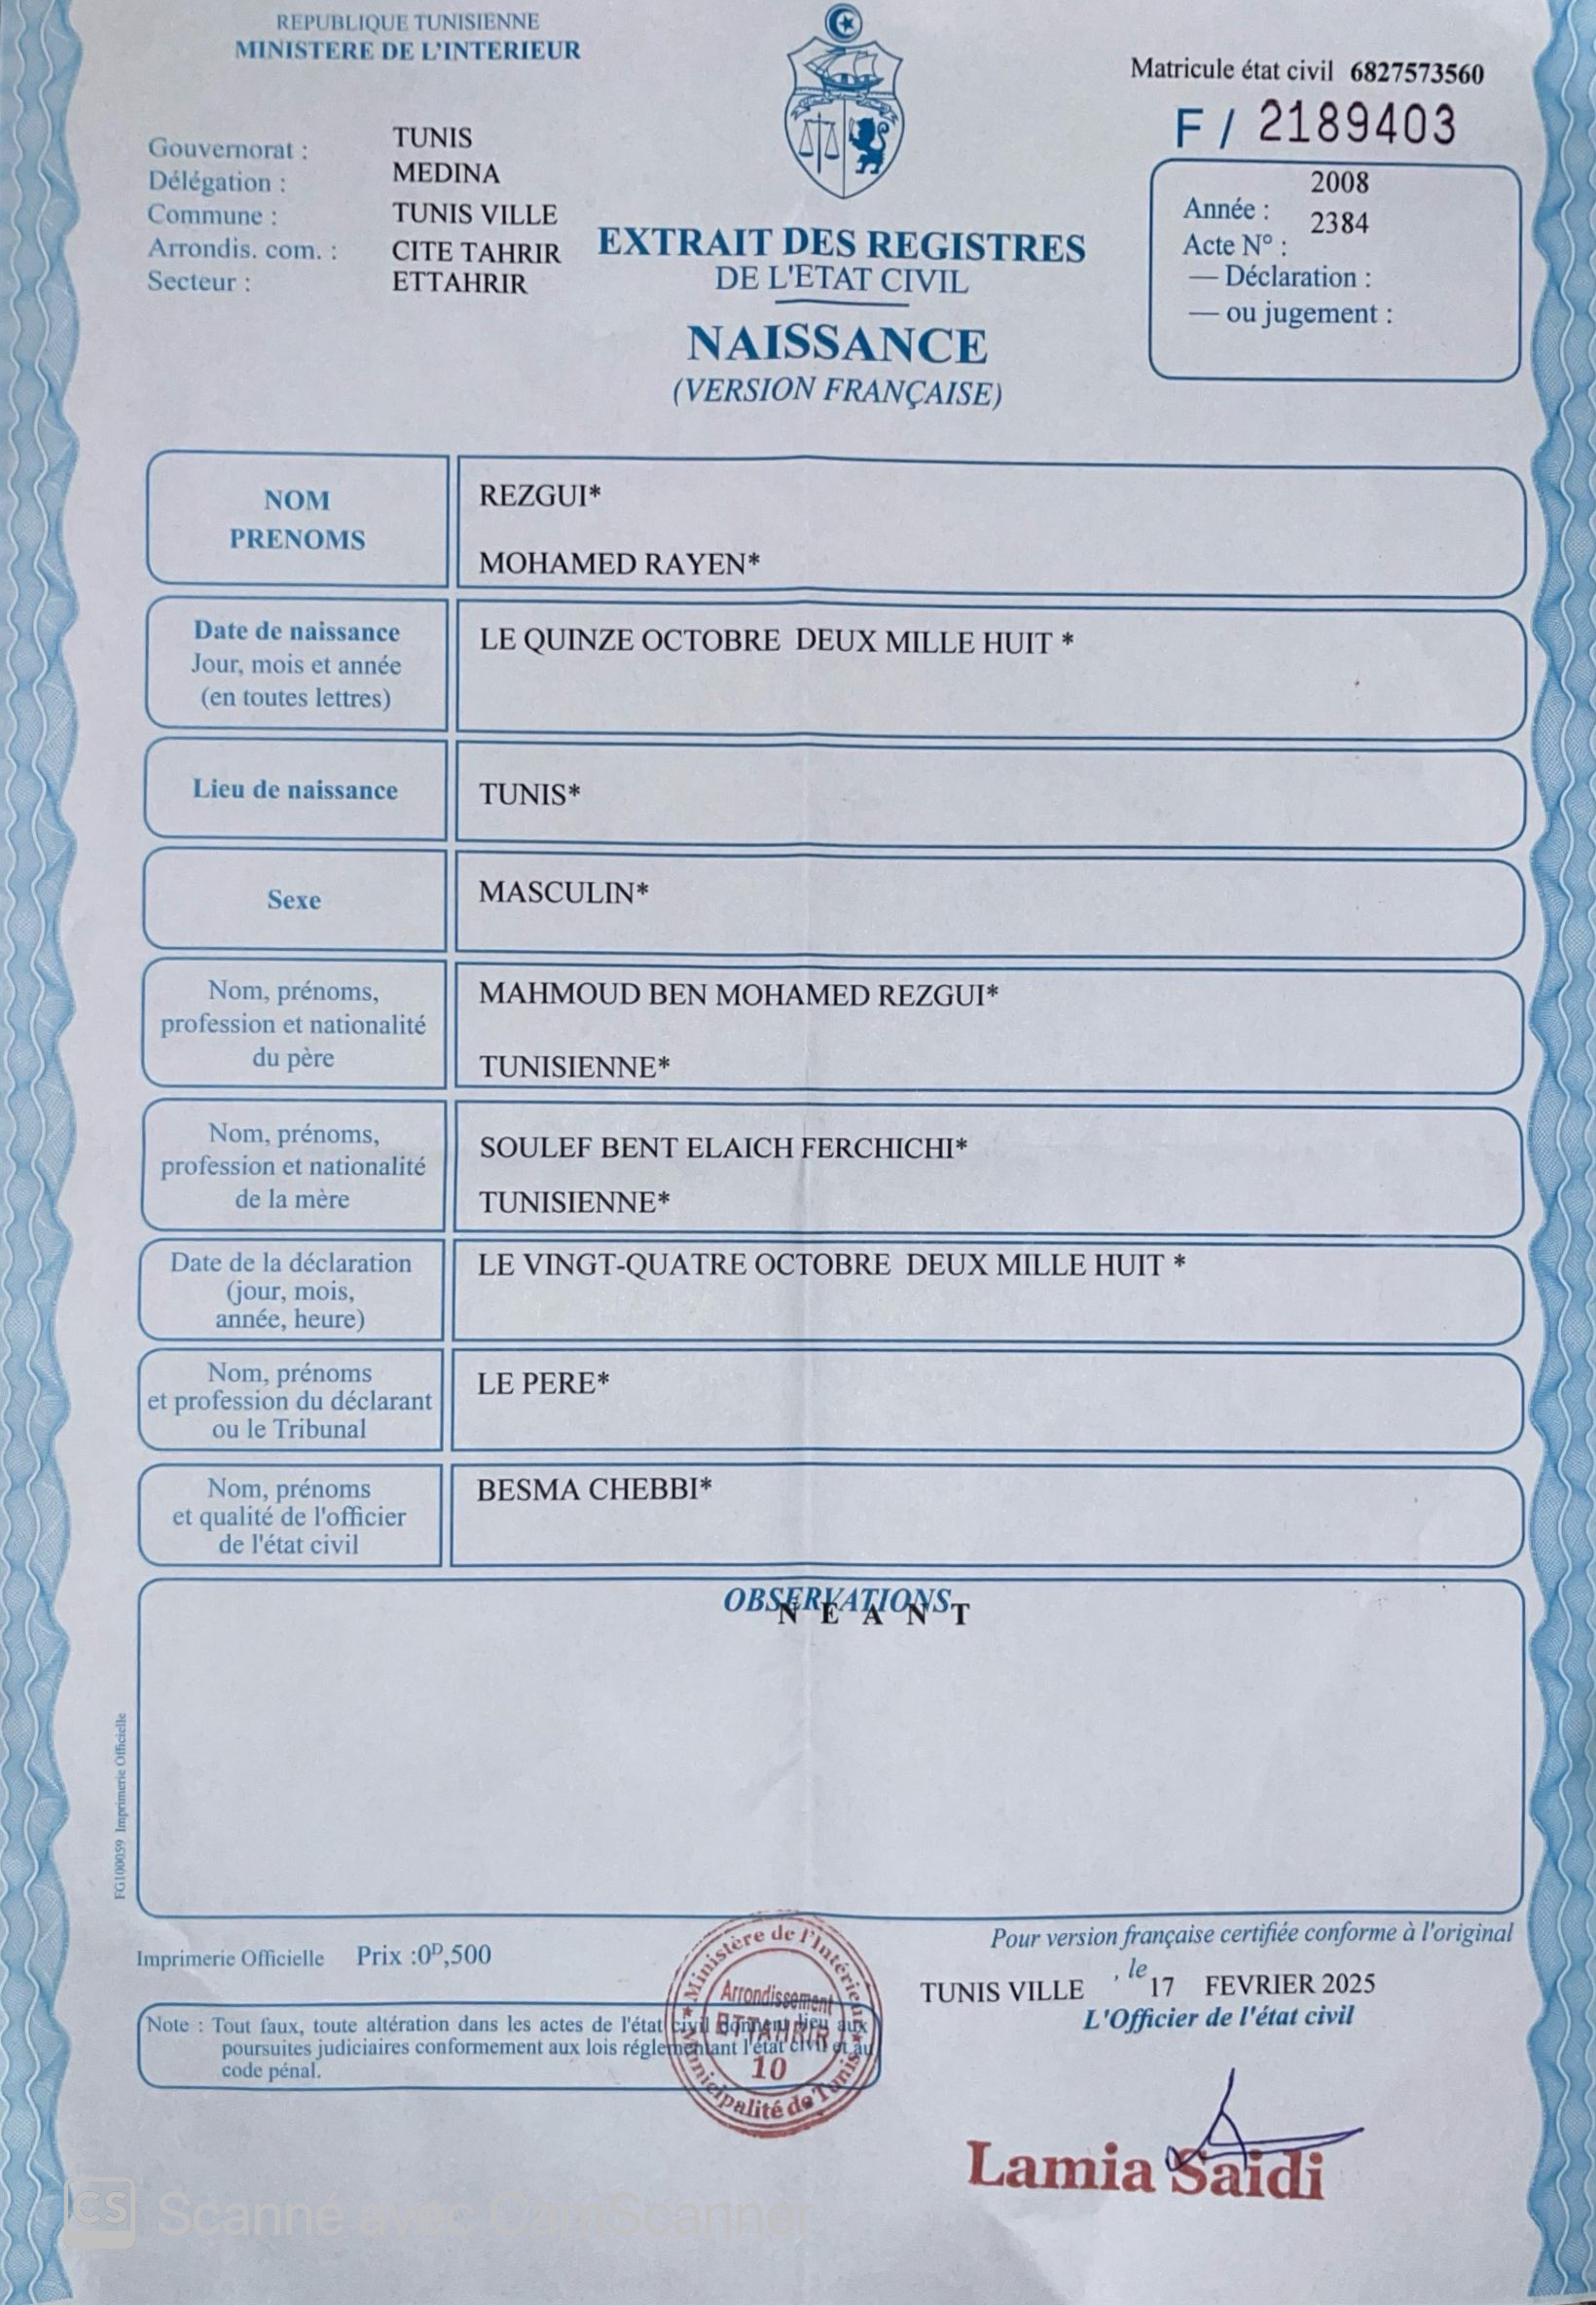 REPUBLIQUE TUNISIENNE
MINISTERE DE L'INTERIEUR
Matricule état civil 6827573560
F / 2189403
Gouvernorat : TUNIS
Délégation : MEDINA
Commune : TUNIS VILLE
Arrondis. com. : CITE TAHRIR
Secteur : ETTAHRIR
EXTRAIT DES REGISTRES
DE L'ETAT CIVIL
NAISSANCE
(VERSION FRANÇAISE)
Année : 2008
Acte N° : 2384
— Déclaration :
— ou jugement :
NOM
PRENOMS
REZGUI*
MOHAMED RAYEN*
Date de naissance
Jour, mois et année
(en toutes lettres)
LE QUINZE OCTOBRE DEUX MILLE HUIT *
Lieu de naissance
TUNIS*
Sexe
MASCULIN*
Nom, prénoms,
profession et nationalité
du père
MAHMOUD BEN MOHAMED REZGUI*
TUNISIENNE*
Nom, prénoms,
profession et nationalité
de la mère
SOULEF BENT ELAICH FERCHICHI*
TUNISIENNE*
Date de la déclaration
(jour, mois,
année, heure)
LE VINGT-QUATRE OCTOBRE DEUX MILLE HUIT *
Nom, prénoms
et profession du déclarant
ou le Tribunal
LE PERE*
Nom, prénoms
et qualité de l'officier
de l'état civil
BESMA CHEBBI*
OBSERVATIONS
N E A N T
FG100059 Imprimerie Officielle
Imprimerie Officielle Prix :0ᴰ,500
Note : Tout faux, toute altération dans les actes de l'état civil donnent lieu aux
poursuites judiciaires conformement aux lois réglementant l'état civil et au
code pénal.
Ministère de l'Intérieur
Arrondissement
ETTAHRIR
10
Municipalité de Tunis
Pour version française certifiée conforme à l'original
TUNIS VILLE , le 17 FEVRIER 2025
L'Officier de l'état civil
Lamia Saidi
CS Scanné avec CamScanner